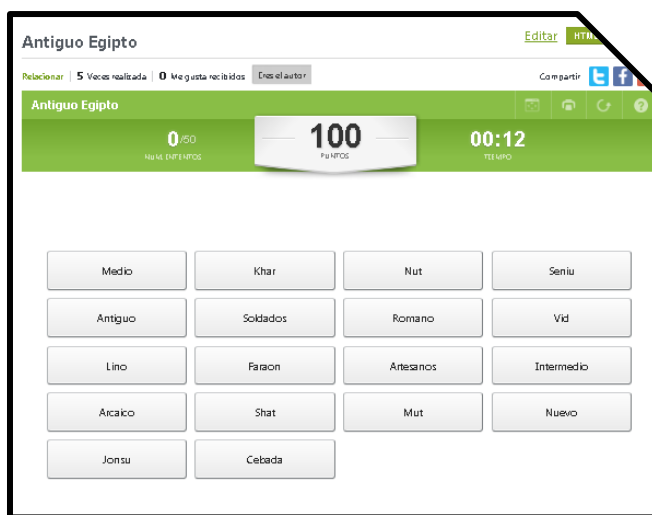 Antiguo Egipto
Editar
Relacionar 5 Veces realizada 0 Me gusta recibidos Eres el autor Compartir
Antiguo Egipto
0/50 100 00:12
NUM. INTENTOS PUNTOS TIEMPO
Medio Khar Nut Seniu
Antiguo Soldados Romano Vid
Lino Faraon Artesanos Intermedio
Arcaico Shat Mut Nuevo
Jonsu Cebada